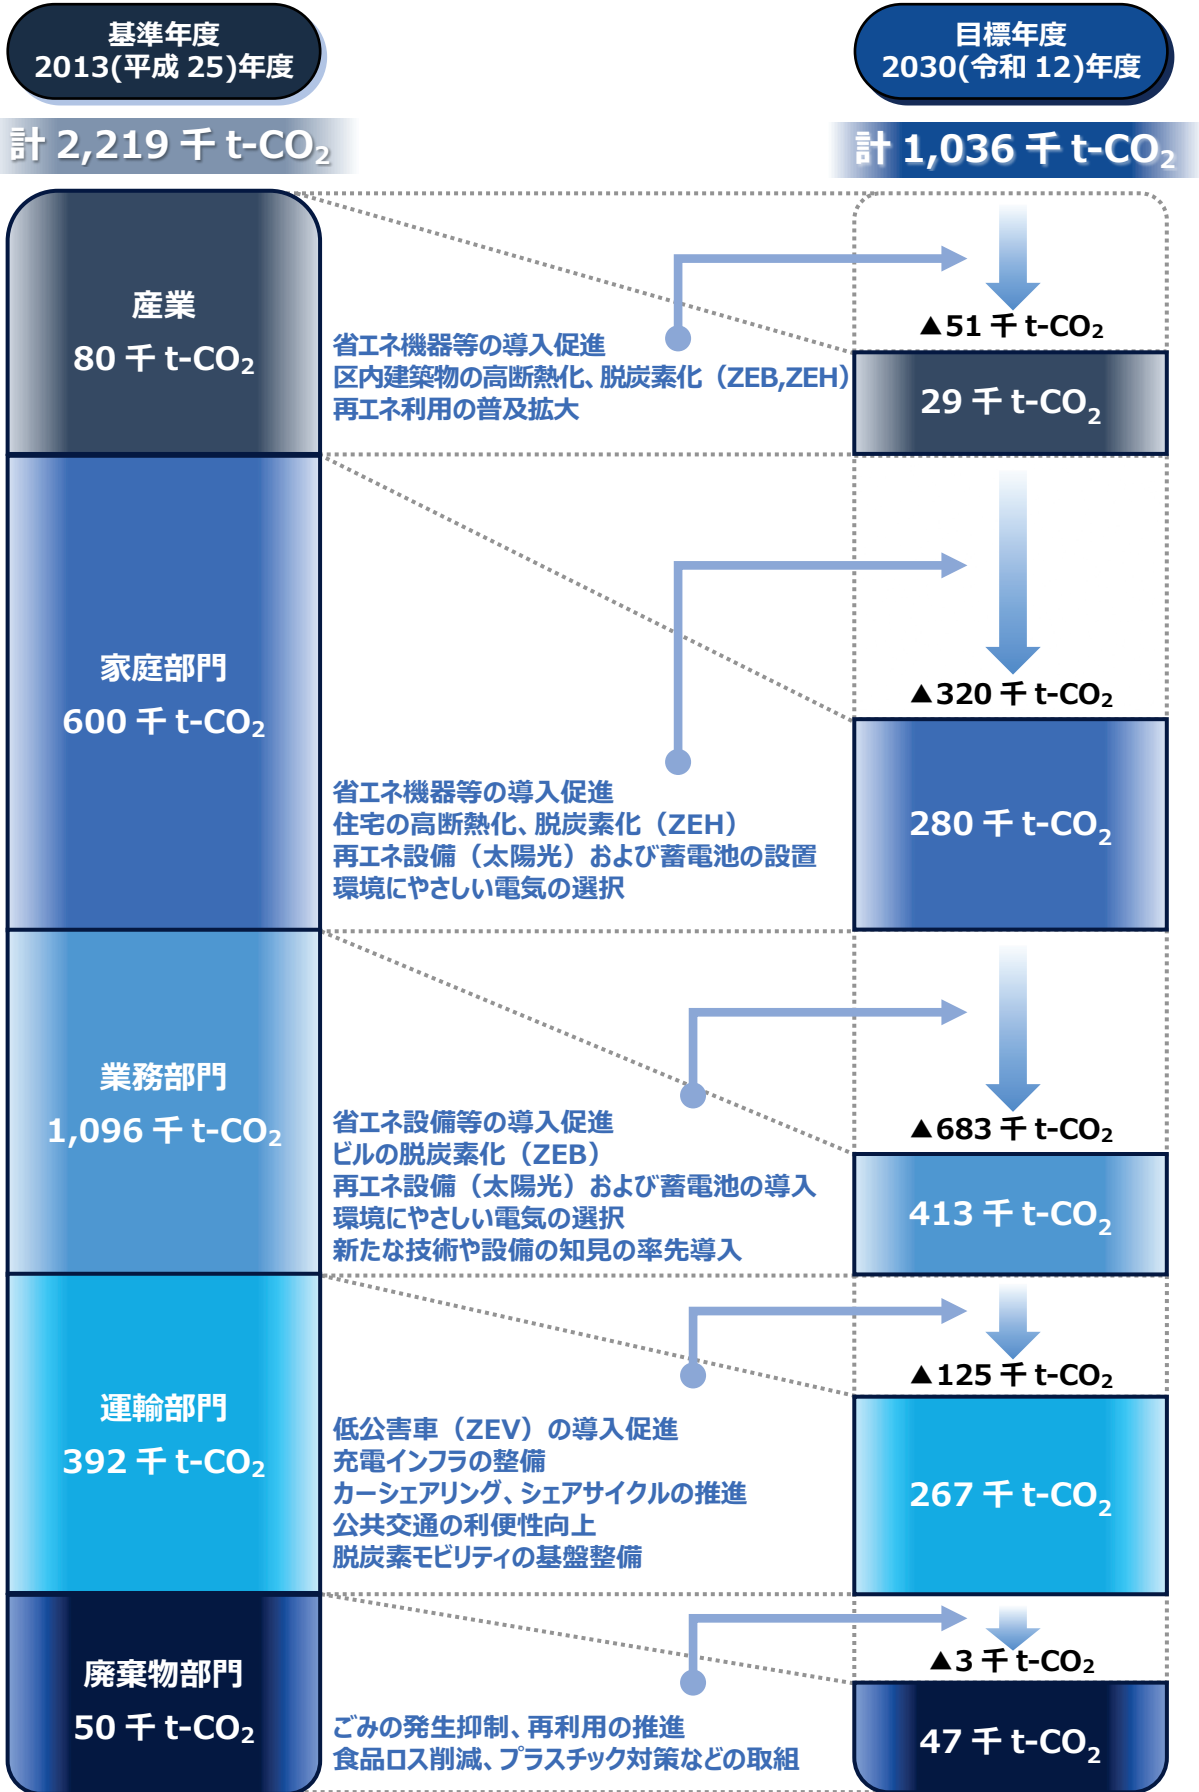 基準年度
2013(平成 25)年度
目標年度
2030(令和 12)年度
計 2,219 千 t-CO₂
計 1,036 千 t-CO₂
産業
80 千 t-CO₂
省エネ機器等の導入促進
区内建築物の高断熱化、脱炭素化（ZEB,ZEH）
再エネ利用の普及拡大
▲51 千 t-CO₂
29 千 t-CO₂
家庭部門
600 千 t-CO₂
省エネ機器等の導入促進
住宅の高断熱化、脱炭素化（ZEH）
再エネ設備（太陽光）および蓄電池の設置
環境にやさしい電気の選択
▲320 千 t-CO₂
280 千 t-CO₂
業務部門
1,096 千 t-CO₂
省エネ設備等の導入促進
ビルの脱炭素化（ZEB）
再エネ設備（太陽光）および蓄電池の導入
環境にやさしい電気の選択
新たな技術や設備の知見の率先導入
▲683 千 t-CO₂
413 千 t-CO₂
運輸部門
392 千 t-CO₂
低公害車（ZEV）の導入促進
充電インフラの整備
カーシェアリング、シェアサイクルの推進
公共交通の利便性向上
脱炭素モビリティの基盤整備
▲125 千 t-CO₂
267 千 t-CO₂
廃棄物部門
50 千 t-CO₂
ごみの発生抑制、再利用の推進
食品ロス削減、プラスチック対策などの取組
▲3 千 t-CO₂
47 千 t-CO₂